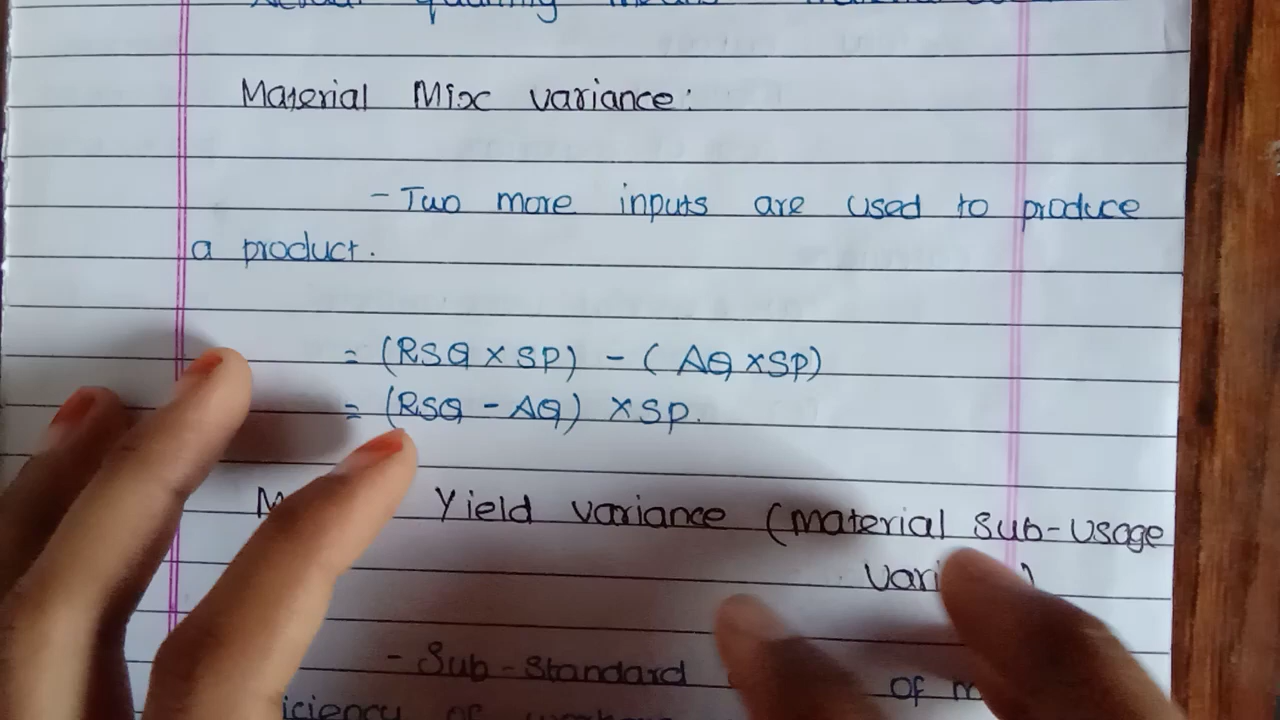 Material Mix variance:
- Two more inputs are used to produce
a product.
= (RSQ × SP) - (AQ × SP)
= (RSQ - AQ) × SP.
Yield variance (Material Sub-usage
- Sub-Standard of
of